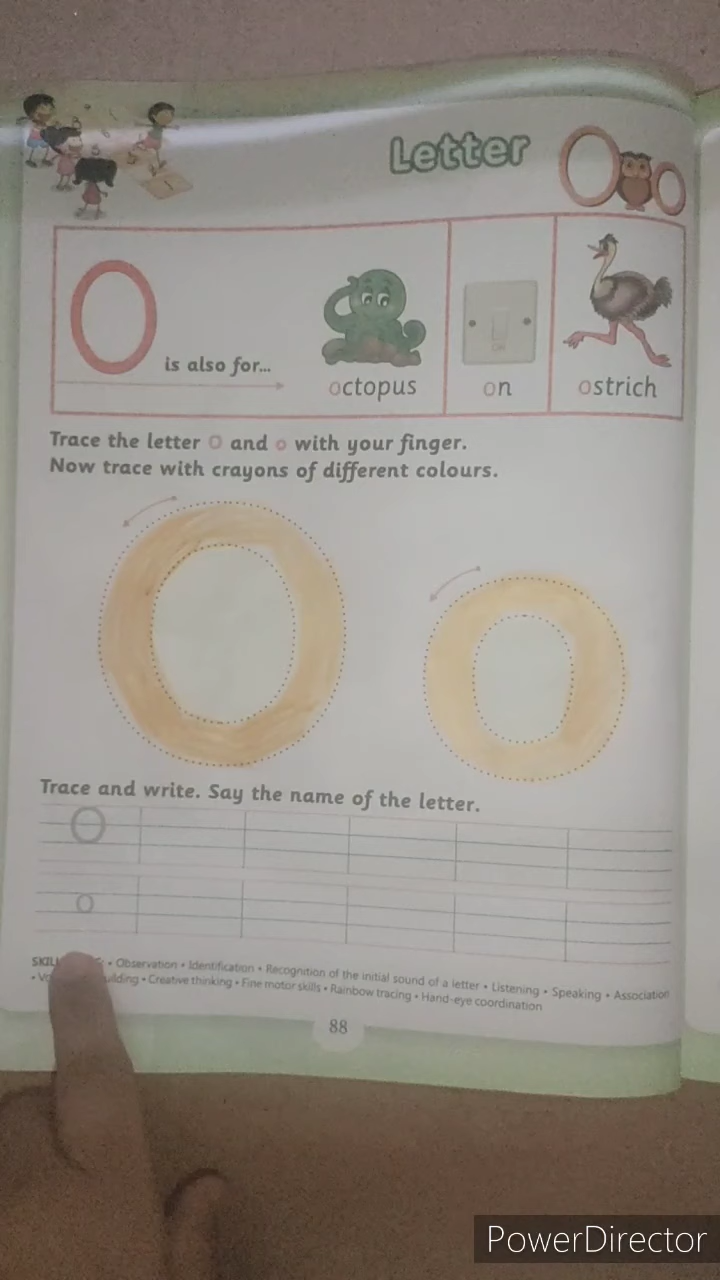 Letter Oo
O is also for...
octopus
on
ostrich
Trace the letter O and o with your finger.
Now trace with crayons of different colours.
Trace and write. Say the name of the letter.
O
o
• Observation • Identification • Recognition of the initial sound of a letter • Listening • Speaking • Association
• Creative thinking • Fine motor skills • Rainbow tracing • Hand-eye coordination
88
PowerDirector